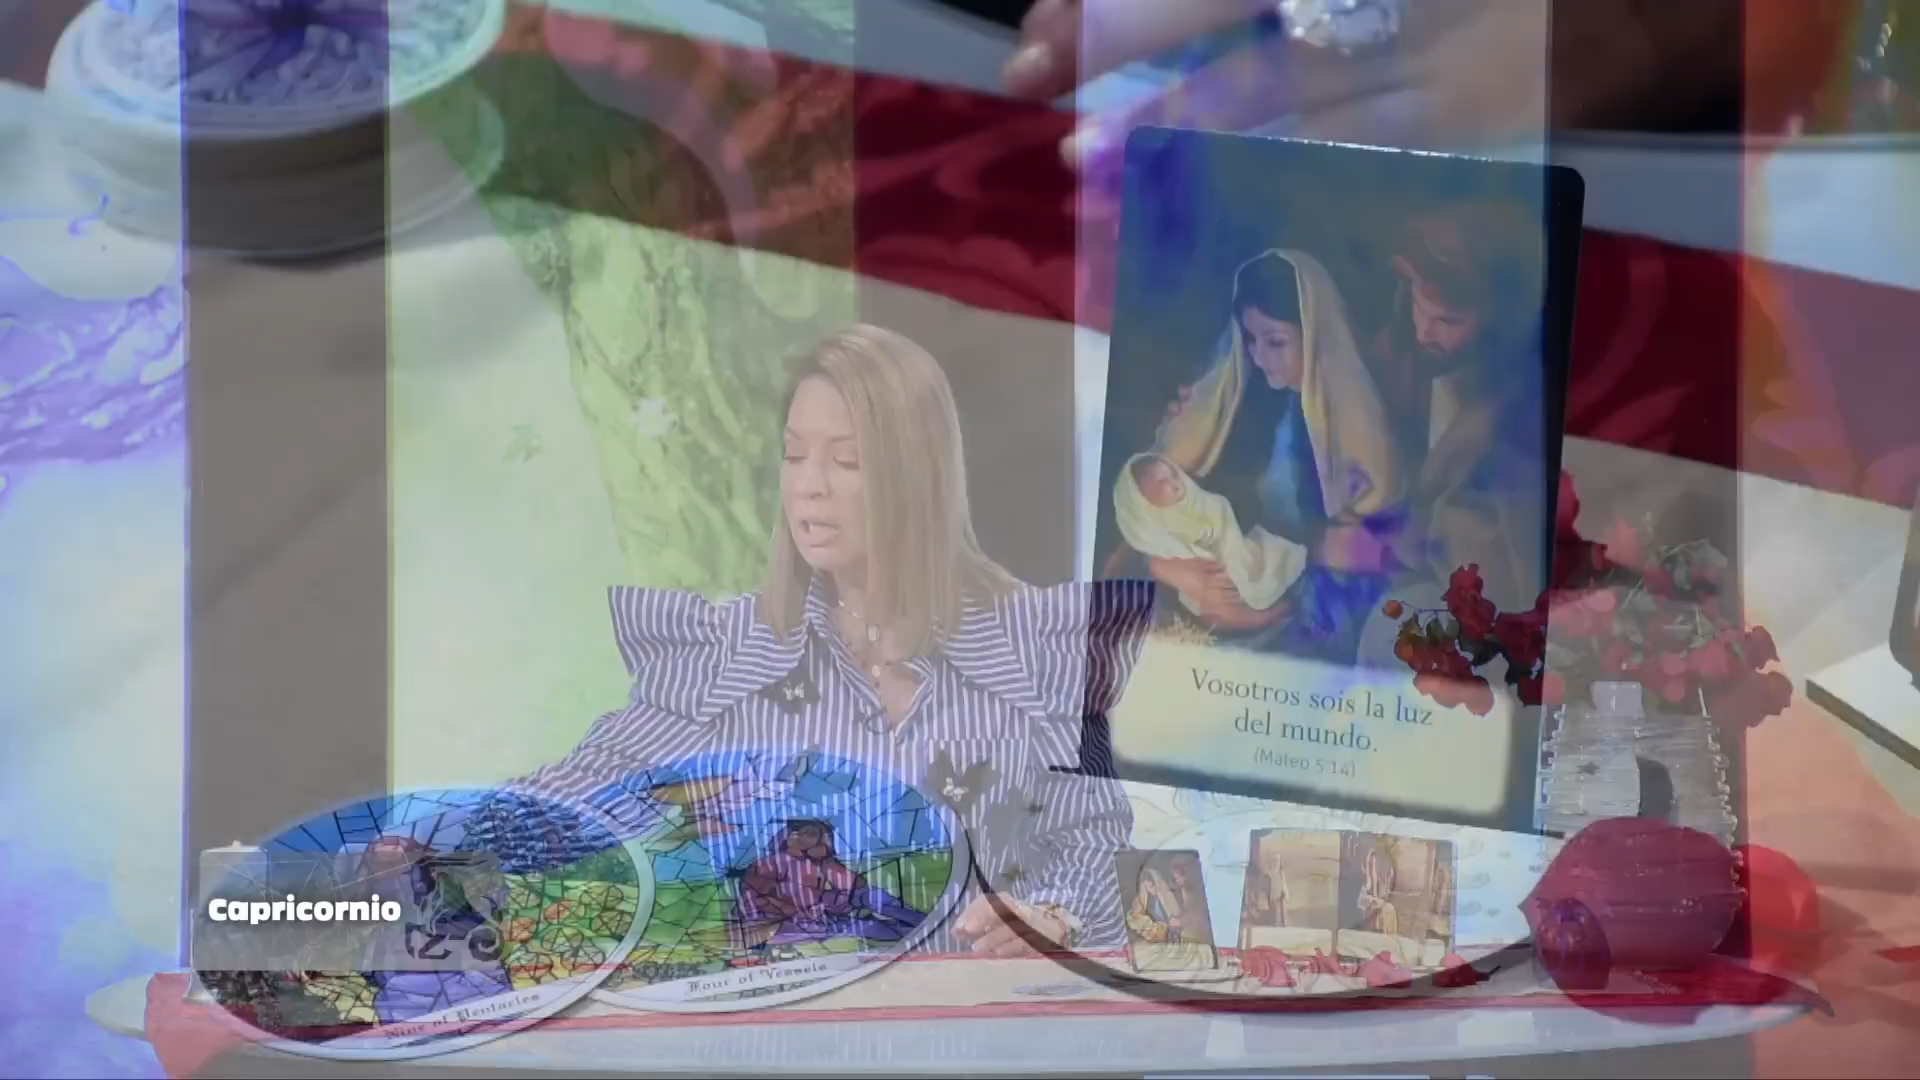 Vosotros sois la luz
del mundo.
(Mateo 5:14)
Capricornio
Four of Vessels
Nine of Pentacles